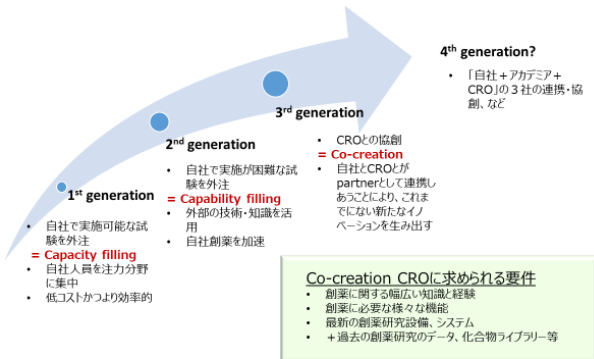 1st generation
• 自社で実施可能な試
験を外注
= Capacity filling
• 自社人員を注力分野
に集中
• 低コストかつより効率的
2nd generation
• 自社で実施が困難な試
験を外注
= Capability filling
• 外部の技術・知識を活
用
• 自社創薬を加速
3rd generation
• CROとの協創
= Co-creation
• 自社とCROとが
partnerとして連携し
あうことにより、これま
でにない新たなイノ
ベーションを生み出す
4th generation?
• 「自社+アカデミア+
CRO」の3社の連携・協
創、など
Co-creation CROに求められる要件
• 創薬に関する幅広い知識と経験
• 創薬に必要な様々な機能
• 最新の創薬研究設備、システム
• +過去の創薬研究のデータ、化合物ライブラリー等